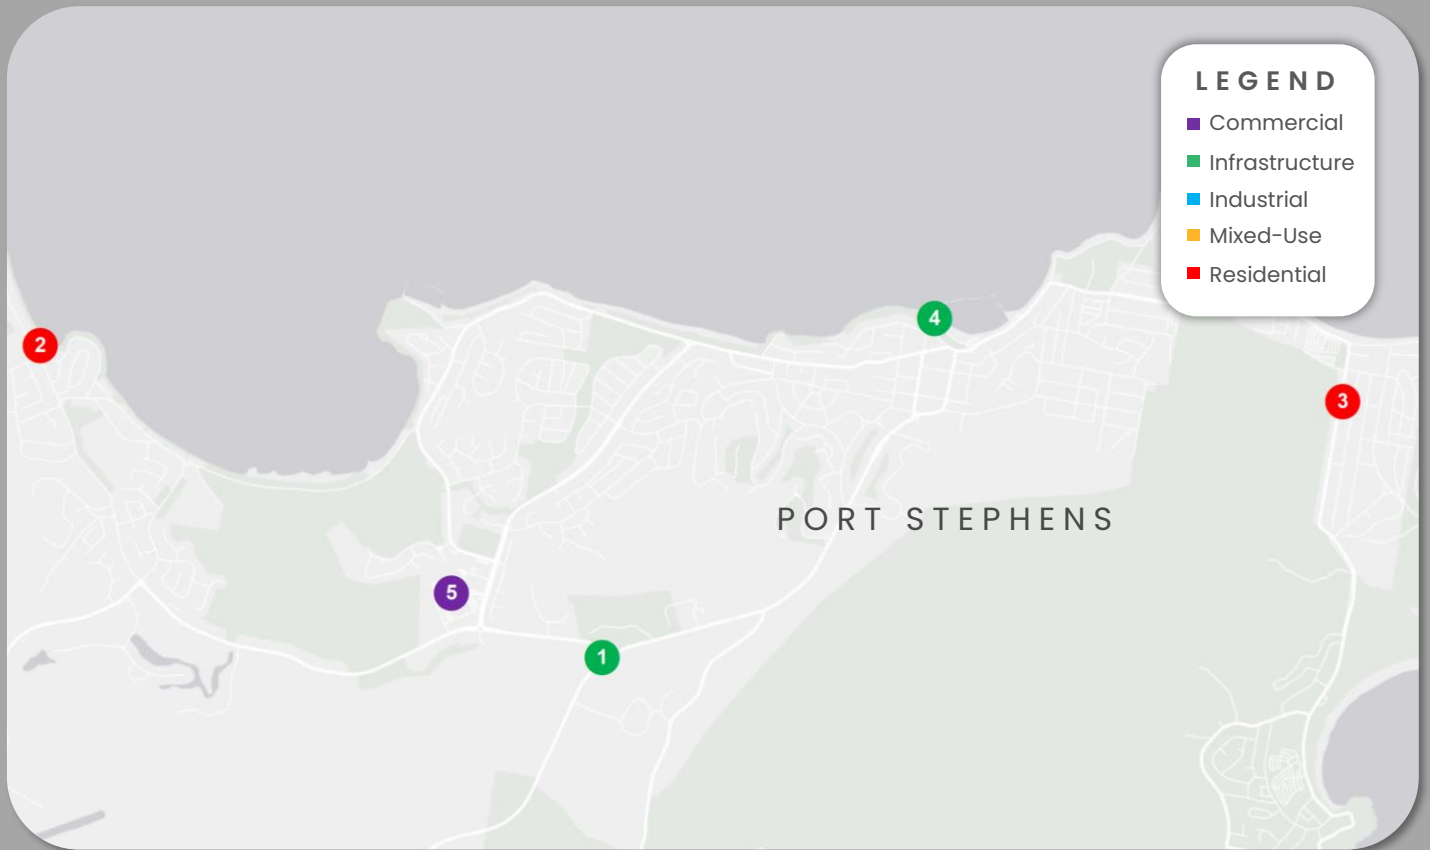 LEGEND
Commercial
Infrastructure
Industrial
Mixed-Use
Residential
4
2
3
PORT STEPHENS
5
1